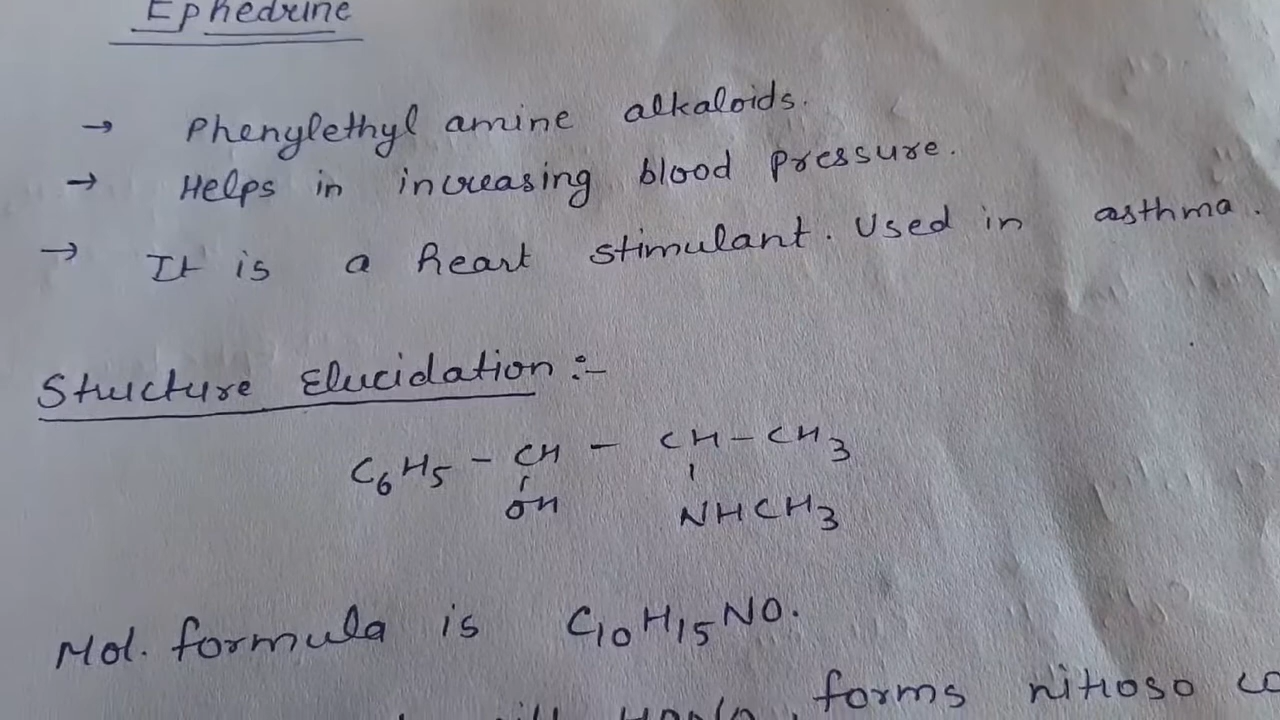 Ephedrine
→ Phenylethyl amine alkaloids.
→ Helps in increasing blood pressure.
→ It is a heart stimulant. Used in asthma.
Structure Elucidation :-
C6H5 - CH - CH - CH3
OH NHCH3
Mol. formula is C10H15NO.
forms nitroso